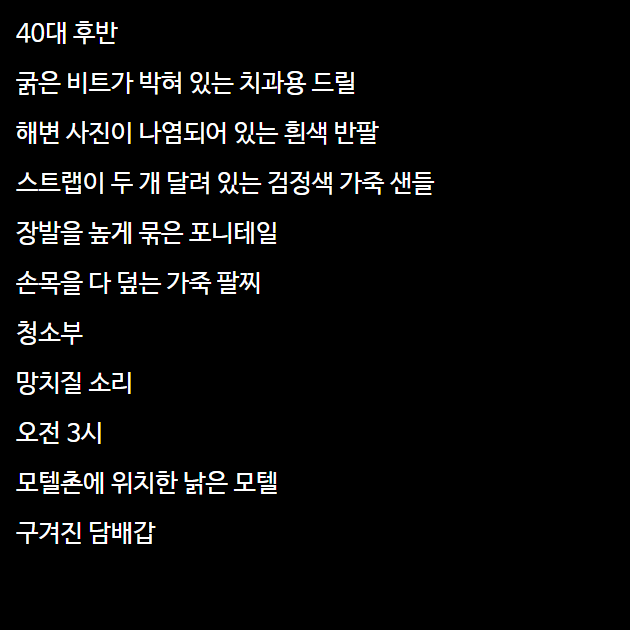 40대 후반
굵은 비트가 박혀 있는 치과용 드릴
해변 사진이 나염되어 있는 흰색 반팔
스트랩이 두 개 달려 있는 검정색 가죽 샌들
장발을 높게 묶은 포니테일
손목을 다 덮는 가죽 팔찌
청소부
망치질 소리
오전 3시
모텔촌에 위치한 낡은 모텔
구겨진 담배갑